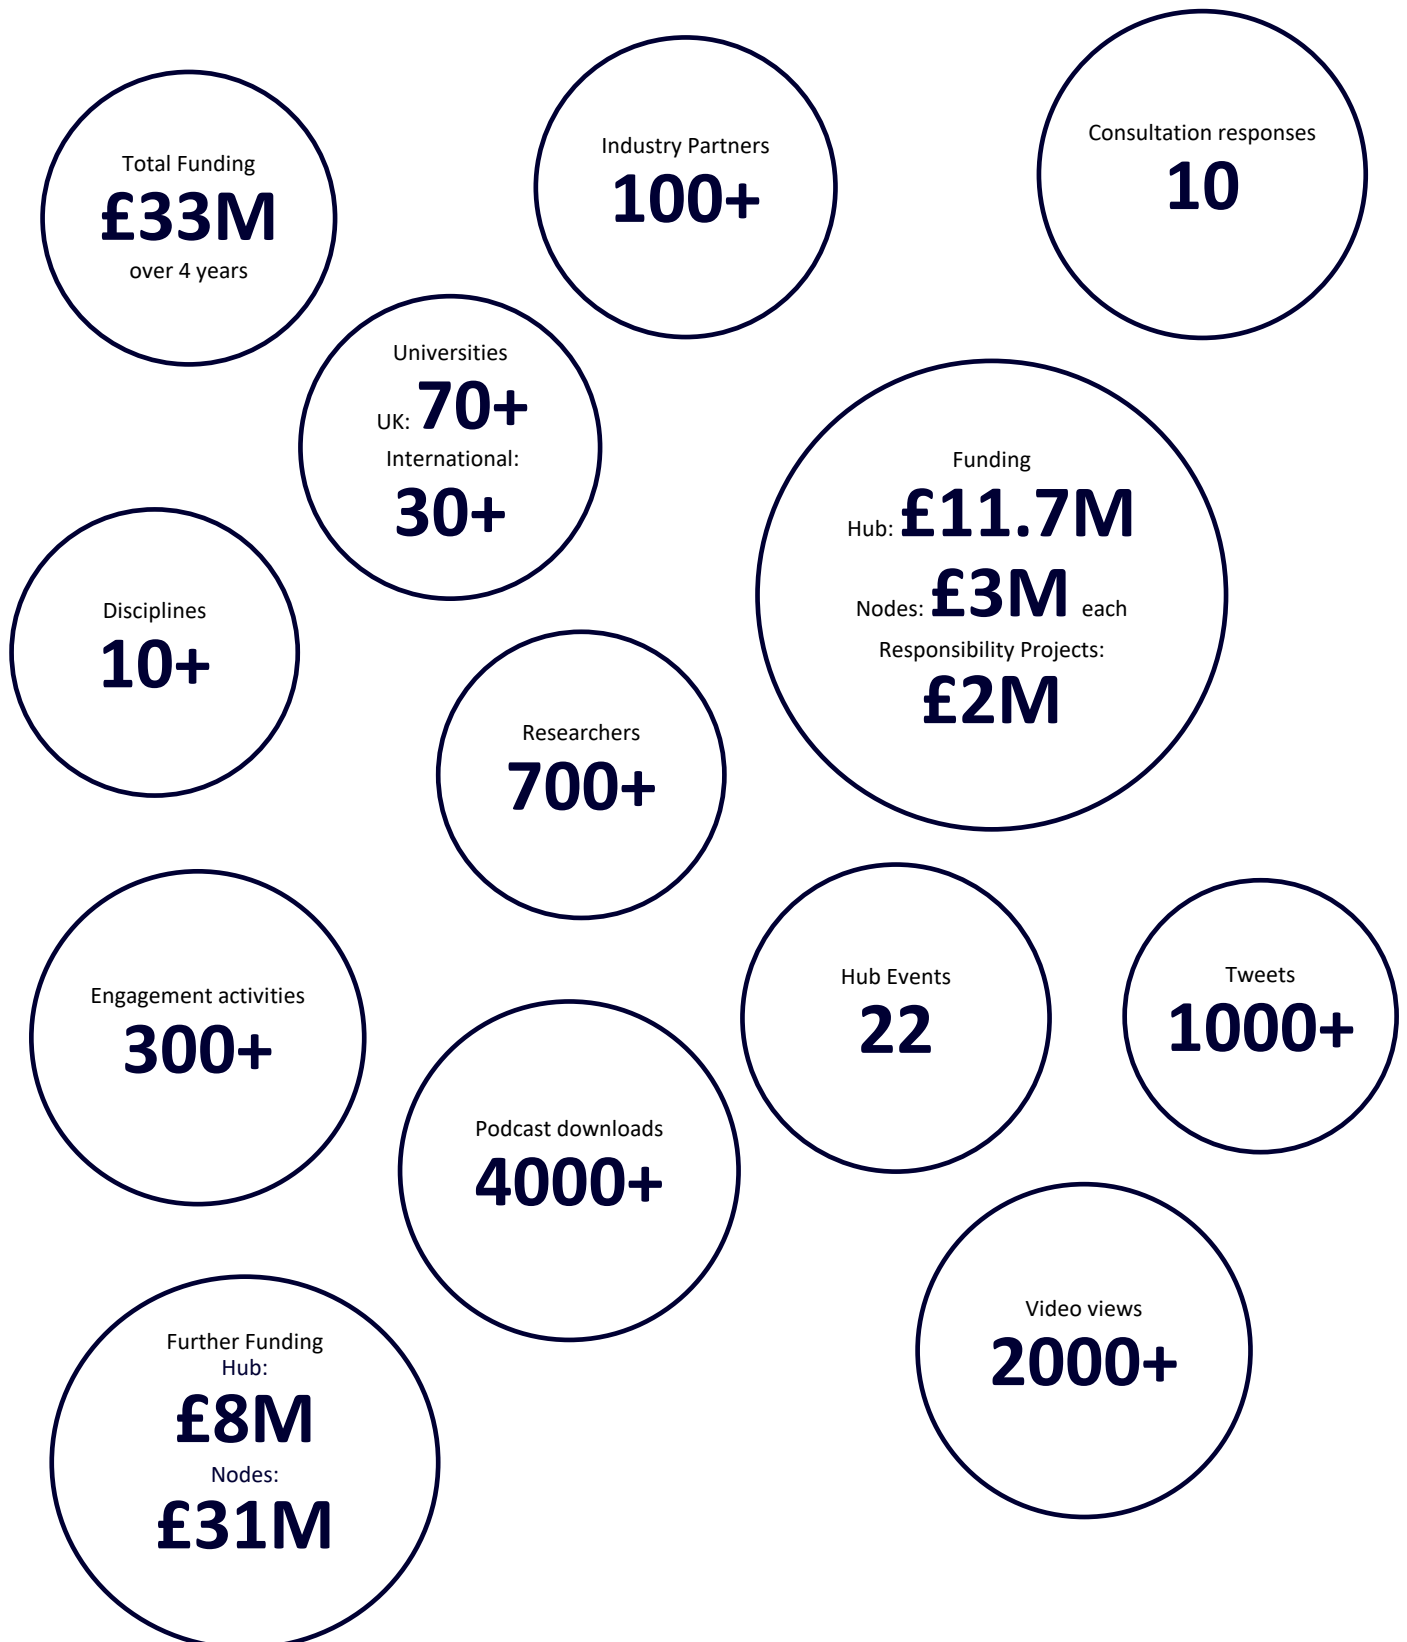 Total Funding
£33M
over 4 years
Industry Partners
100+
Consultation responses
10
Universities
UK: 70+
International:
30+
Funding
Hub: £11.7M
Nodes: £3M each
Responsibility Projects:
£2M
Disciplines
10+
Researchers
700+
Engagement activities
300+
Hub Events
22
Tweets
1000+
Podcast downloads
4000+
Video views
2000+
Further Funding
Hub:
£8M
Nodes:
£31M